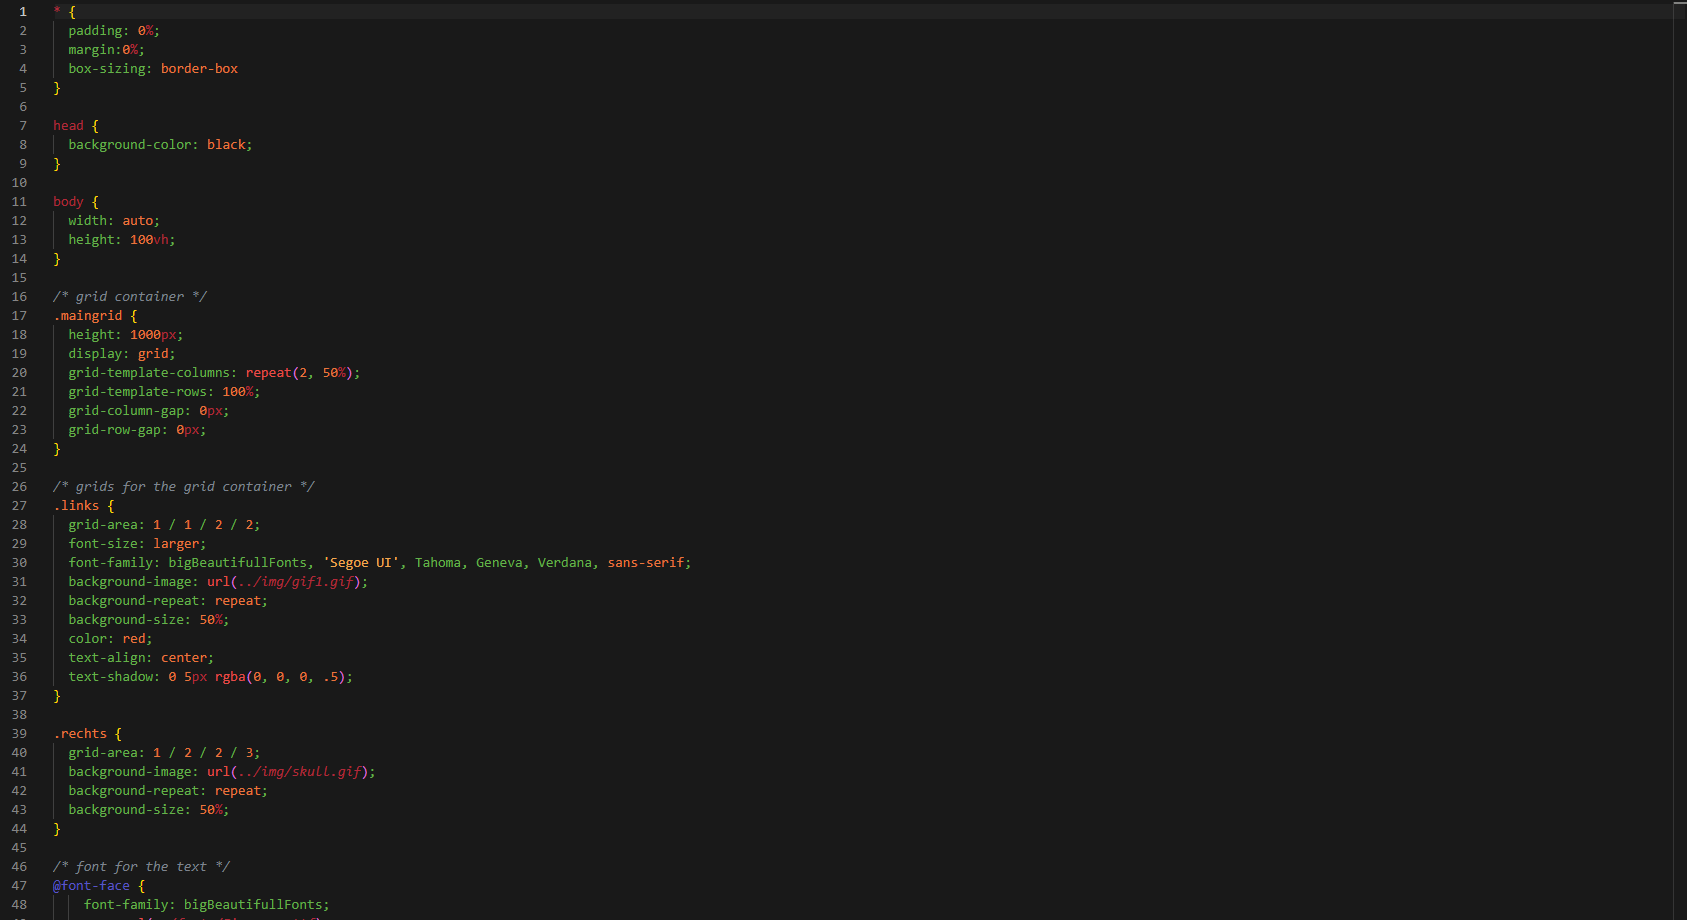 1 * {
2 padding: 0%;
3 margin:0%;
4 box-sizing: border-box
5 }
6
7 head {
8 background-color: black;
9 }
10
11 body {
12 width: auto;
13 height: 100vh;
14 }
15
16 /* grid container */
17 .maingrid {
18 height: 1000px;
19 display: grid;
20 grid-template-columns: repeat(2, 50%);
21 grid-template-rows: 100%;
22 grid-column-gap: 0px;
23 grid-row-gap: 0px;
24 }
25
26 /* grids for the grid container */
27 .links {
28 grid-area: 1 / 1 / 2 / 2;
29 font-size: larger;
30 font-family: bigBeautifullFonts, 'Segoe UI', Tahoma, Geneva, Verdana, sans-serif;
31 background-image: url(../img/gif1.gif);
32 background-repeat: repeat;
33 background-size: 50%;
34 color: red;
35 text-align: center;
36 text-shadow: 0 5px rgba(0, 0, 0, .5);
37 }
38
39 .rechts {
40 grid-area: 1 / 2 / 2 / 3;
41 background-image: url(../img/skull.gif);
42 background-repeat: repeat;
43 background-size: 50%;
44 }
45
46 /* font for the text */
47 @font-face {
48 font-family: bigBeautifullFonts;